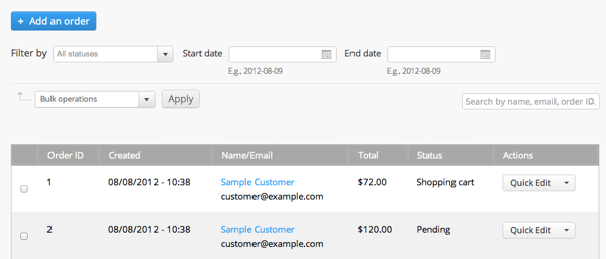 + Add an order
Filter by All statuses Start date End date
E.g., 2012-08-09 E.g., 2012-08-09
Bulk operations Apply Search by name, email, order ID.
Order ID Created Name/Email Total Status Actions
1 08/08/2012 - 10:38 Sample Customer $72.00 Shopping cart Quick Edit
customer@example.com
2 08/08/2012 - 10:38 Sample Customer $120.00 Pending Quick Edit
customer@example.com